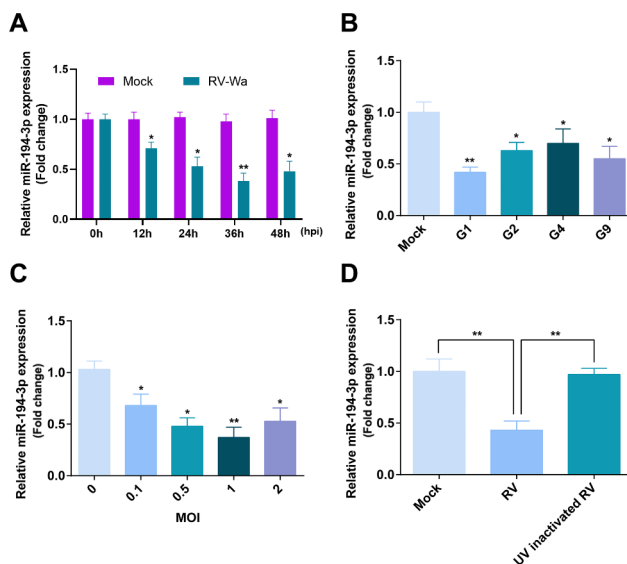 A
Relative miR-194-3p expression
(Fold change)
Mock
RV-Wa
1.5
1.0
0.5
0.0
*
*
**
*
0h
12h
24h
36h
48h
(hpi)
B
Relative miR-194-3p expression
(Fold change)
1.5
1.0
0.5
0.0
**
*
*
*
Mock
G1
G2
G4
G9
C
Relative miR-194-3p expression
(Fold change)
1.5
1.0
0.5
0.0
*
*
**
*
0
0.1
0.5
1
2
MOI
D
Relative miR-194-3p expression
(Fold change)
1.5
1.0
0.5
0.0
**
**
Mock
RV
UV inactivated RV